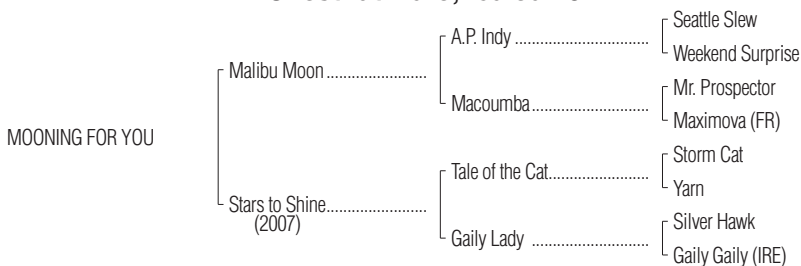 Seattle Slew
A.P. Indy
Weekend Surprise
Malibu Moon
Mr. Prospector
Macoumba
Maximova (FR)
MOONING FOR YOU
Storm Cat
Tale of the Cat
Yarn
Stars to Shine
(2007)
Silver Hawk
Gaily Lady
Gaily Gaily (IRE)